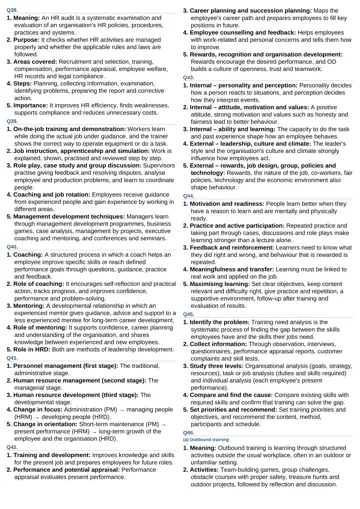 Q38.
1. Meaning: An HR audit is a systematic examination and
evaluation of an organisation's HR policies, procedures,
practices and systems.
2. Purpose: It checks whether HR activities are managed
properly and whether the applicable rules and laws are
followed.
3. Areas covered: Recruitment and selection, training,
compensation, performance appraisal, employee welfare,
HR records and legal compliance.
4. Steps: Planning, collecting information, examination,
identifying problems, preparing the report and corrective
action.
5. Importance: It improves HR efficiency, finds weaknesses,
supports compliance and reduces unnecessary costs.
Q39.
1. On-the-job training and demonstration: Workers learn
while doing the actual job under guidance, and the trainer
shows the correct way to operate equipment or do a task.
2. Job instruction, apprenticeship and simulation: Work is
explained, shown, practised and reviewed step by step.
3. Role play, case study and group discussion: Supervisors
practise giving feedback and resolving disputes, analyse
employee and production problems, and learn to coordinate
people.
4. Coaching and job rotation: Employees receive guidance
from experienced people and gain experience by working in
different areas.
5. Management development techniques: Managers learn
through management development programmes, business
games, case analysis, management by projects, executive
coaching and mentoring, and conferences and seminars.
Q40.
1. Coaching: A structured process in which a coach helps an
employee improve specific skills or reach defined
performance goals through questions, guidance, practice
and feedback.
2. Role of coaching: It encourages self-reflection and practical
action, tracks progress, and improves confidence,
performance and problem-solving.
3. Mentoring: A developmental relationship in which an
experienced mentor gives guidance, advice and support to a
less experienced mentee for long-term career development.
4. Role of mentoring: It supports confidence, career planning
and understanding of the organisation, and shares
knowledge between experienced and new employees.
5. Role in HRD: Both are methods of leadership development.
Q41.
1. Personnel management (first stage): The traditional,
administrative stage.
2. Human resource management (second stage): The
managerial stage.
3. Human resource development (third stage): The
developmental stage.
4. Change in focus: Administration (PM) → managing people
(HRM) → developing people (HRD).
5. Change in orientation: Short-term maintenance (PM) →
present performance (HRM) → long-term growth of the
employee and the organisation (HRD).
Q42.
1. Training and development: Improves knowledge and skills
for the present job and prepares employees for future roles.
2. Performance and potential appraisal: Performance
appraisal evaluates present performance.
3. Career planning and succession planning: Maps the
employee's career path and prepares employees to fill key
positions in future.
4. Employee counselling and feedback: Helps employees
with work-related and personal concerns and tells them how
to improve.
5. Rewards, recognition and organisation development:
Rewards encourage the desired performance, and OD
builds a culture of openness, trust and teamwork.
Q43.
1. Internal – personality and perception: Personality decides
how a person reacts to situations, and perception decides
how they interpret events.
2. Internal – attitude, motivation and values: A positive
attitude, strong motivation and values such as honesty and
fairness lead to better behaviour.
3. Internal – ability and learning: The capacity to do the task
and past experience shape how an employee behaves.
4. External – leadership, culture and climate: The leader's
style and the organisation's culture and climate strongly
influence how employees act.
5. External – rewards, job design, group, policies and
technology: Rewards, the nature of the job, co-workers, fair
policies, technology and the economic environment also
shape behaviour.
Q44.
1. Motivation and readiness: People learn better when they
have a reason to learn and are mentally and physically
ready.
2. Practice and active participation: Repeated practice and
taking part through cases, discussions and role plays make
learning stronger than a lecture alone.
3. Feedback and reinforcement: Learners need to know what
they did right and wrong, and behaviour that is rewarded is
repeated.
4. Meaningfulness and transfer: Learning must be linked to
real work and applied on the job.
5. Maximising learning: Set clear objectives, keep content
relevant and difficulty right, give practice and repetition, a
supportive environment, follow-up after training and
evaluation of results.
Q45.
1. Identify the problem: Training need analysis is the
systematic process of finding the gap between the skills
employees have and the skills their jobs need.
2. Collect information: Through observation, interviews,
questionnaires, performance appraisal reports, customer
complaints and skill tests.
3. Study three levels: Organisational analysis (goals, strategy,
resources), task or job analysis (duties and skills required)
and individual analysis (each employee's present
performance).
4. Compare and find the cause: Compare existing skills with
required skills and confirm that training can solve the gap.
5. Set priorities and recommend: Set training priorities and
objectives, and recommend the content, method,
participants and schedule.
Q46.
(a) Outbound training
1. Meaning: Outbound training is learning through structured
activities outside the usual workplace, often in an outdoor or
unfamiliar setting.
2. Activities: Team-building games, group challenges,
obstacle courses with proper safety, treasure hunts and
outdoor projects, followed by reflection and discussion.